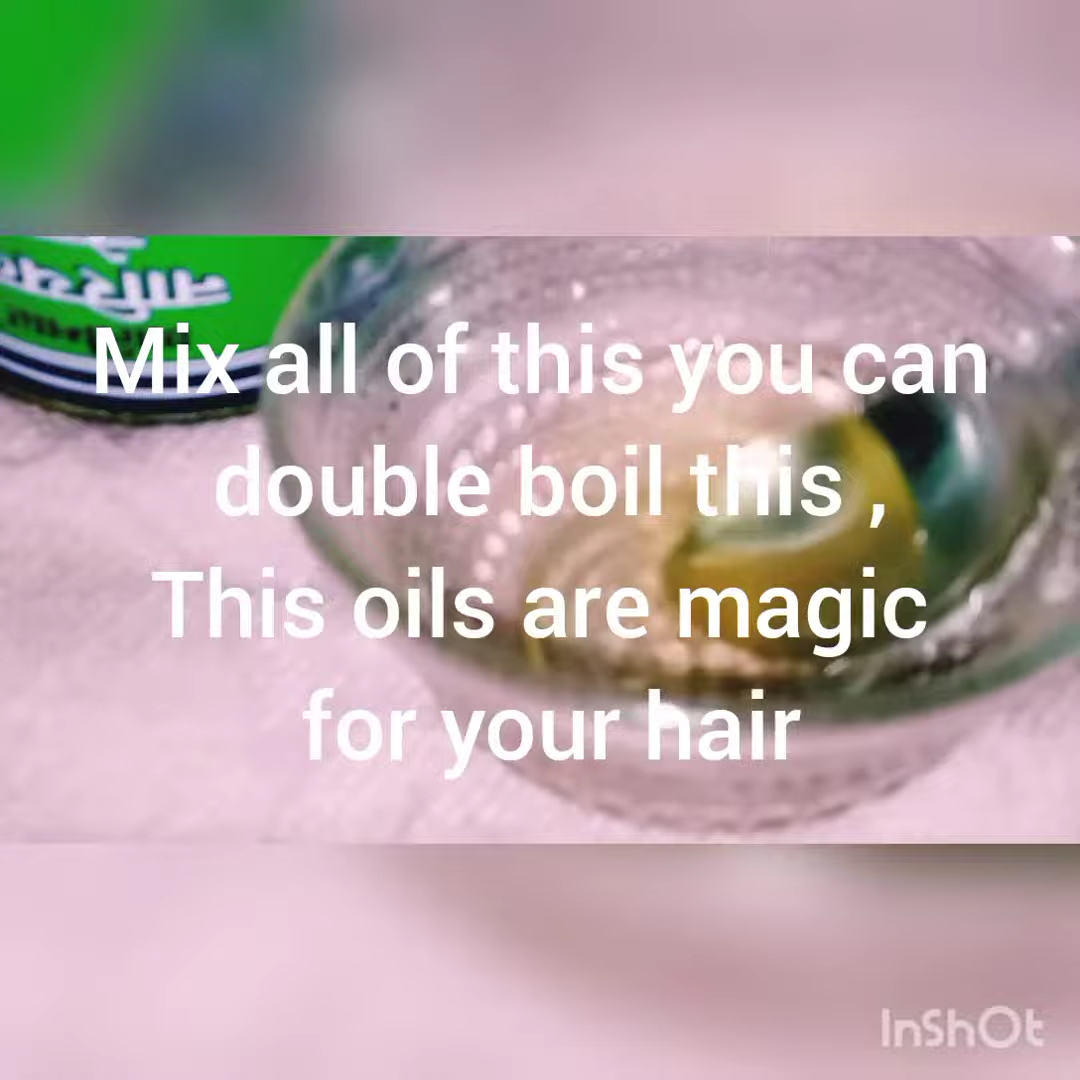 Mix all of this you can
double boil this ,
This oils are magic
for your hair
InShOt